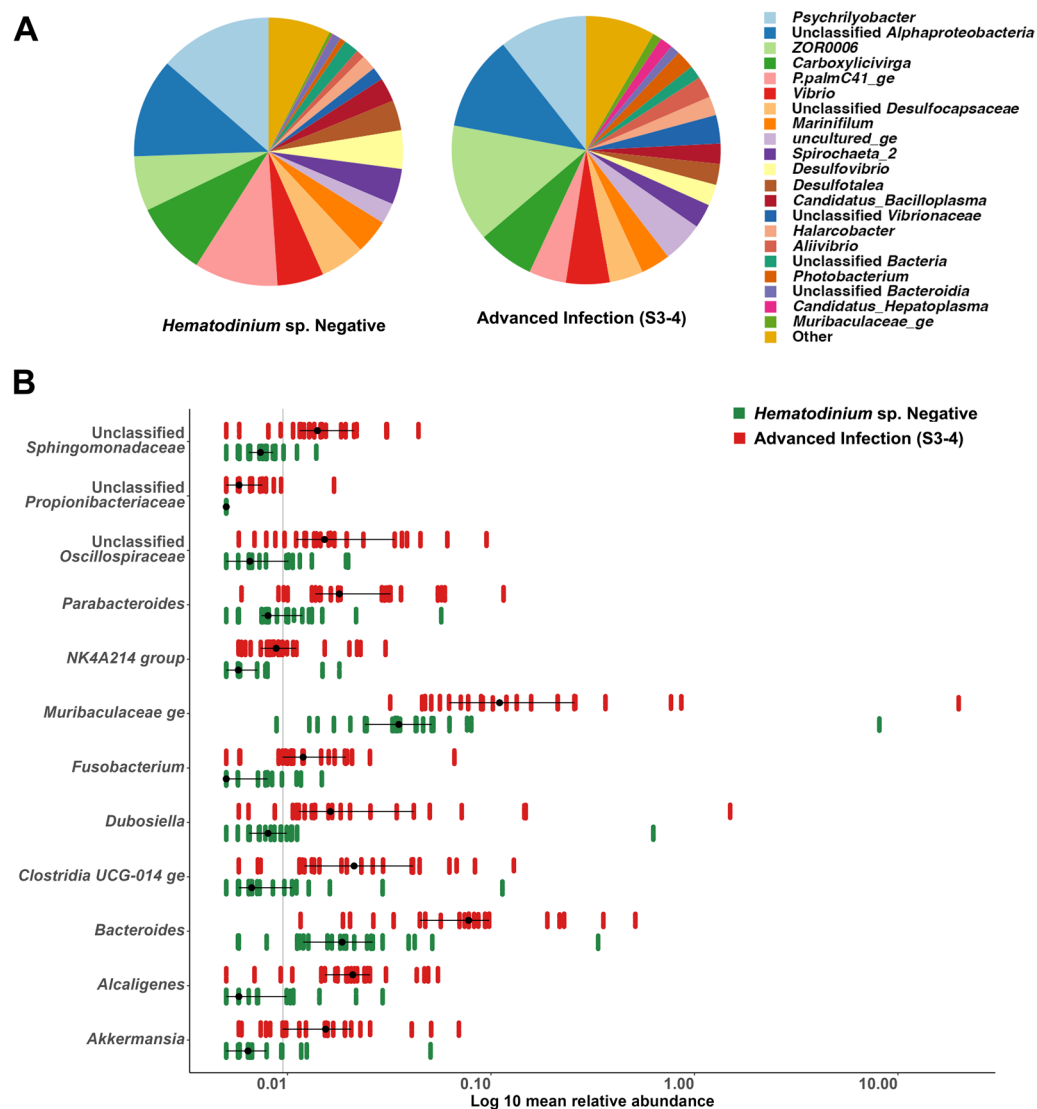 A
Hematodinium sp. Negative
Advanced Infection (S3-4)
Psychrilyobacter
Unclassified Alphaproteobacteria
ZOR0006
Carboxylicivirga
P.palmC41_ge
Vibrio
Unclassified Desulfocapsaceae
Marinifilum
uncultured_ge
Spirochaeta_2
Desulfovibrio
Desulfotalea
Candidatus_Bacilloplasma
Unclassified Vibrionaceae
Halarcobacter
Aliivibrio
Unclassified Bacteria
Photobacterium
Unclassified Bacteroidia
Candidatus_Hepatoplasma
Muribaculaceae_ge
Other
B
Hematodinium sp. Negative
Advanced Infection (S3-4)
Unclassified
Sphingomonadaceae
Unclassified
Propionibacteriaceae
Unclassified
Oscillospiraceae
Parabacteroides
NK4A214 group
Muribaculaceae ge
Fusobacterium
Dubosiella
Clostridia UCG-014 ge
Bacteroides
Alcaligenes
Akkermansia
0.01 0.10 1.00 10.00
Log 10 mean relative abundance